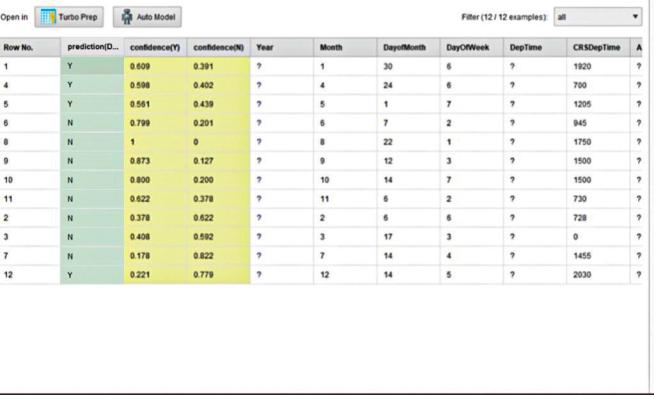 Open in Turbo Prep Auto Model Filter (12 / 12 examples): all
Row No. prediction(D... confidence(Y) confidence(N) Year Month DayofMonth DayOfWeek DepTime CRSDepTime A
1 Y 0.609 0.391 ? 1 30 6 ? 1920 ?
4 Y 0.598 0.402 ? 4 24 6 ? 700 ?
5 Y 0.561 0.439 ? 5 1 7 ? 1205 ?
6 N 0.799 0.201 ? 6 7 2 ? 945 ?
8 N 1 0 ? 8 22 1 ? 1750 ?
9 N 0.873 0.127 ? 9 12 3 ? 1500 ?
10 N 0.800 0.200 ? 10 14 7 ? 1500 ?
11 N 0.622 0.378 ? 11 6 2 ? 730 ?
2 N 0.378 0.622 ? 2 6 6 ? 728 ?
3 N 0.408 0.592 ? 3 17 3 ? 0 ?
7 N 0.178 0.822 ? 7 14 4 ? 1455 ?
12 Y 0.221 0.779 ? 12 14 5 ? 2030 ?